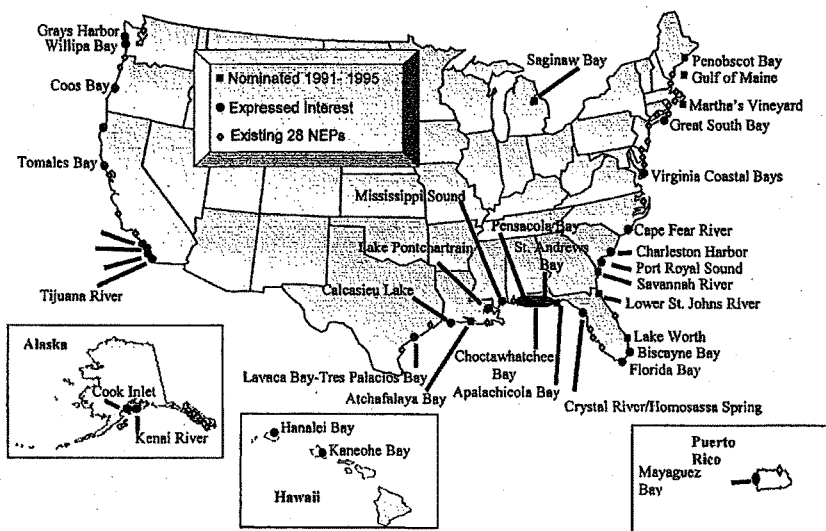 Grays Harbor
Willipa Bay
Coos Bay
Tomales Bay
Tijuana River
Nominated 1991- 1995
Expressed Interest
Existing 28 NEPs
Saginaw Bay
Penobscot Bay
Gulf of Maine
Martha's Vineyard
Great South Bay
Virginia Coastal Bays
Cape Fear River
Charleston Harbor
Port Royal Sound
Savannah River
Lower St. Johns River
Lake Worth
Biscayne Bay
Florida Bay
Mississippi Sound
Pensacola Bay
St. Andrews
Bay
Lake Pontchartrain
Calcasieu Lake
Lavaca Bay-Tres Palacios Bay
Atchafalaya Bay
Choctawhatchee
Bay
Apalachicola Bay
Crystal River/Homosassa Spring
Alaska
Cook Inlet
Kenai River
Hanalei Bay
Kaneohe Bay
Hawaii
Puerto
Rico
Mayaguez
Bay